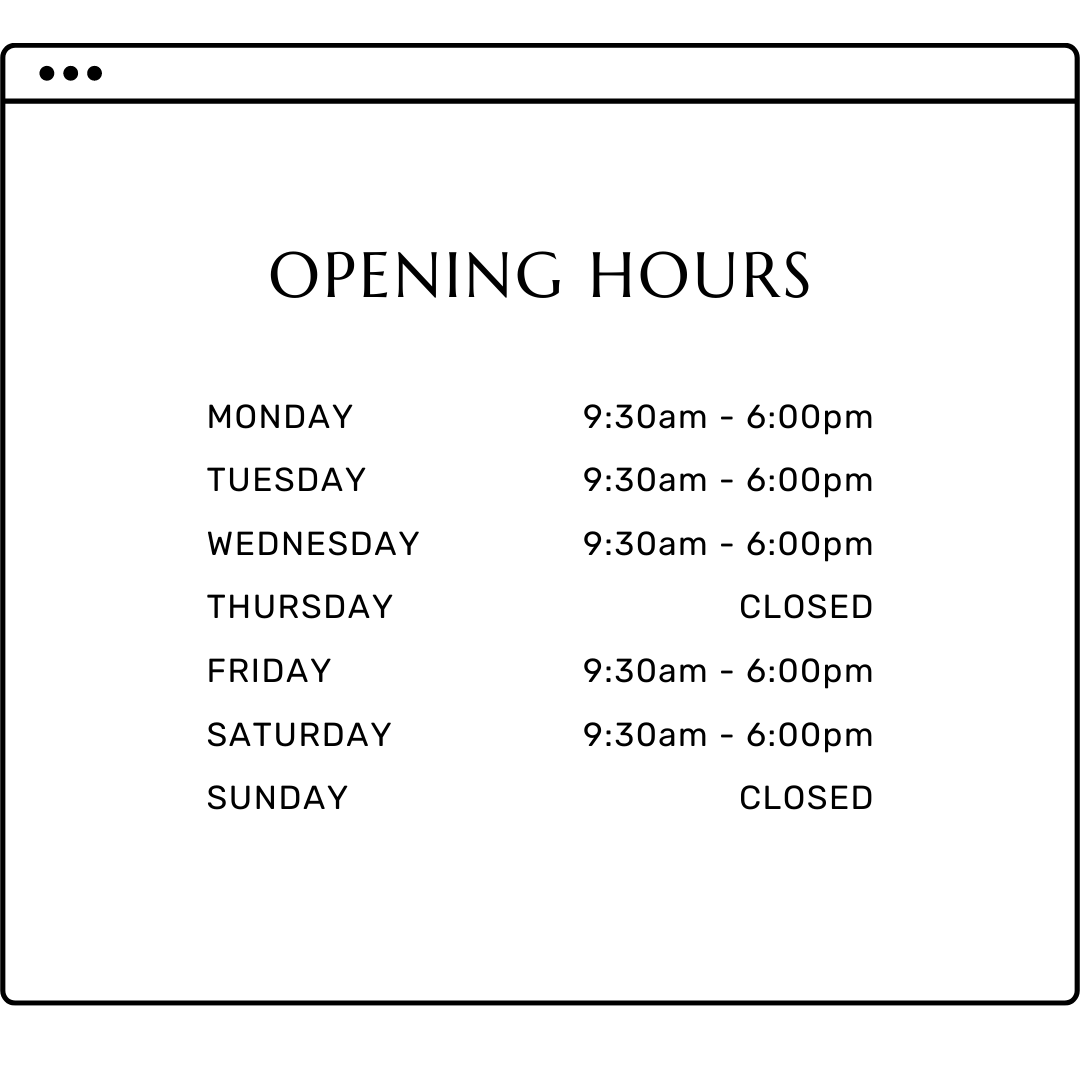 OPENING HOURS
MONDAY 9:30am - 6:00pm
TUESDAY 9:30am - 6:00pm
WEDNESDAY 9:30am - 6:00pm
THURSDAY CLOSED
FRIDAY 9:30am - 6:00pm
SATURDAY 9:30am - 6:00pm
SUNDAY CLOSED